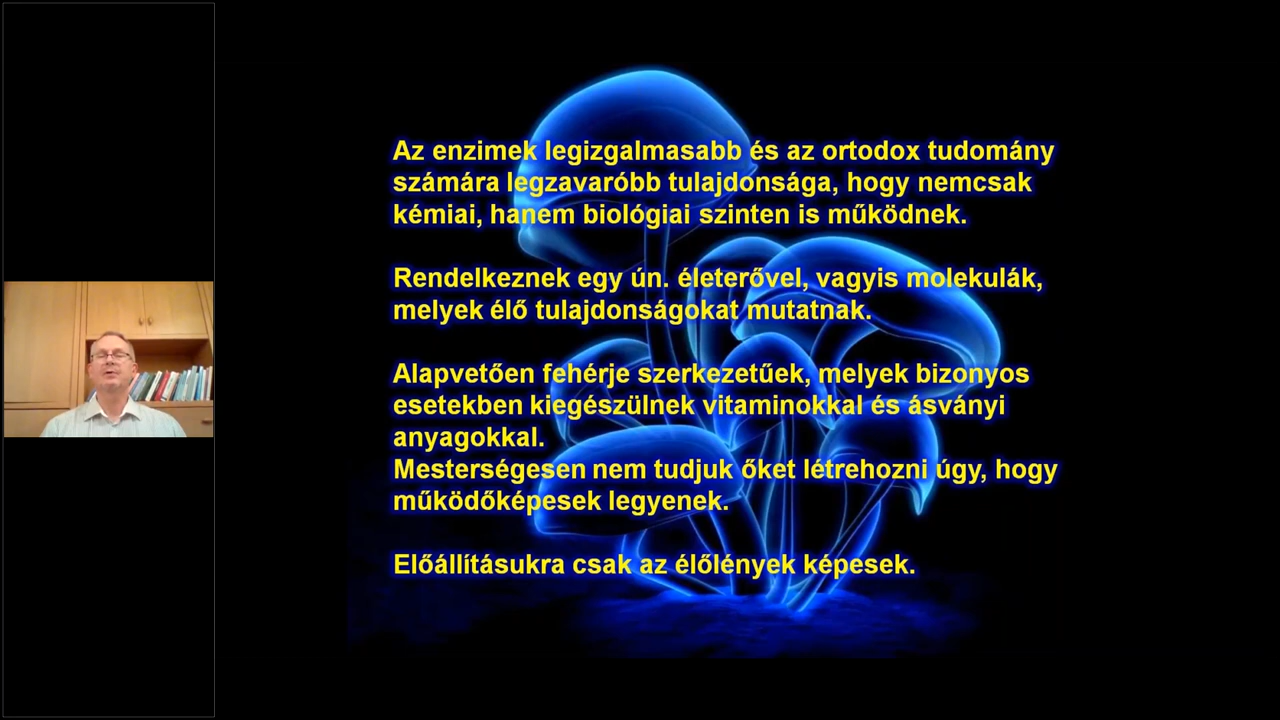 Az enzimek legizgalmasabb és az ortodox tudomány
számára legzavaróbb tulajdonsága, hogy nemcsak
kémiai, hanem biológiai szinten is működnek.
Rendelkeznek egy ún. életerővel, vagyis molekulák,
melyek élő tulajdonságokat mutatnak.
Alapvetően fehérje szerkezetűek, melyek bizonyos
esetekben kiegészülnek vitaminokkal és ásványi
anyagokkal.
Mesterségesen nem tudjuk őket létrehozni úgy, hogy
működőképesek legyenek.
Előállításukra csak az élőlények képesek.